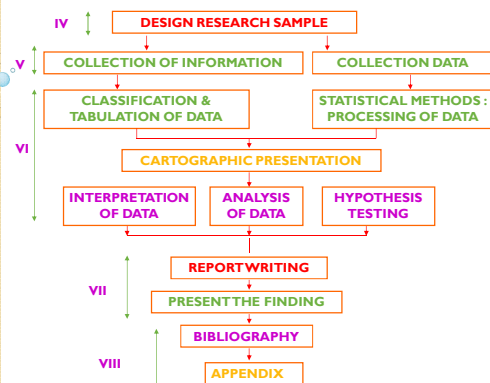 IV
DESIGN RESEARCH SAMPLE
V
COLLECTION OF INFORMATION
COLLECTION DATA
VI
CLASSIFICATION &
TABULATION OF DATA
STATISTICAL METHODS :
PROCESSING OF DATA
CARTOGRAPHIC PRESENTATION
INTERPRETATION
OF DATA
ANALYSIS
OF DATA
HYPOTHESIS
TESTING
VII
REPORT WRITING
PRESENT THE FINDING
VIII
BIBLIOGRAPHY
APPENDIX